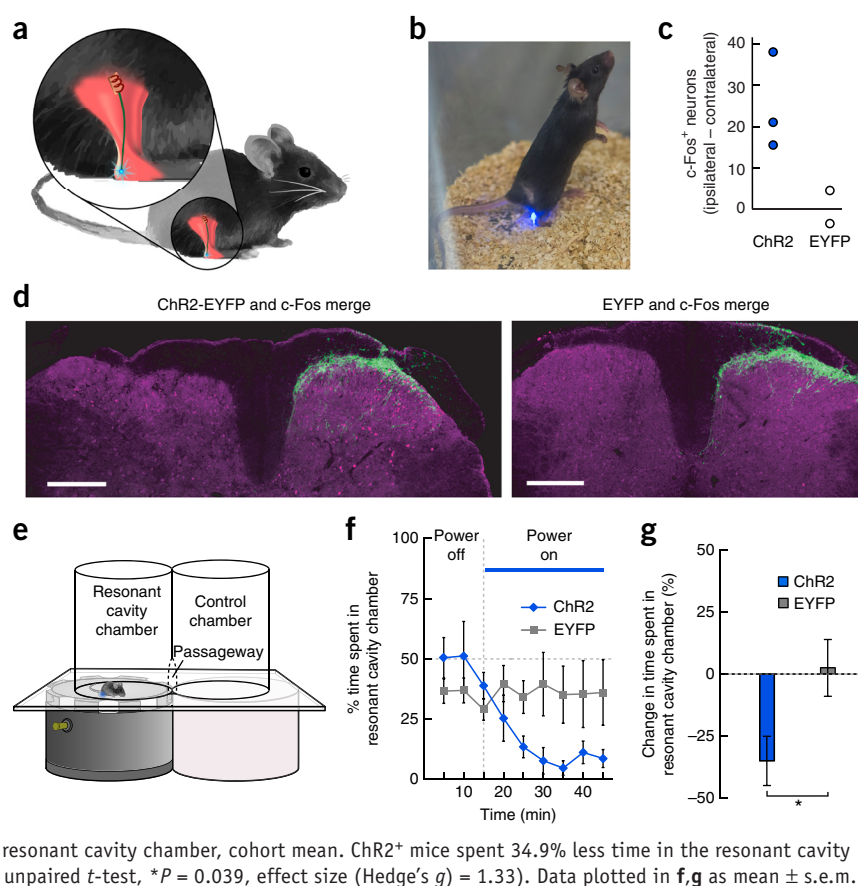 a
b
c
c-Fos⁺ neurons
(ipsilateral – contralateral)
40
30
20
10
0
ChR2
EYFP
d
ChR2-EYFP and c-Fos merge
EYFP and c-Fos merge
e
Resonant
cavity
chamber
Control
chamber
Passageway
f
% time spent in
resonant cavity chamber
100
75
50
25
0
Power
off
Power
on
ChR2
EYFP
10
20
30
40
Time (min)
g
Change in time spent in
resonant cavity chamber (%)
50
25
0
–25
–50
ChR2
EYFP
*
resonant cavity chamber, cohort mean. ChR2⁺ mice spent 34.9% less time in the resonant cavity
unpaired t-test, *P = 0.039, effect size (Hedge's g) = 1.33). Data plotted in f,g as mean ± s.e.m.